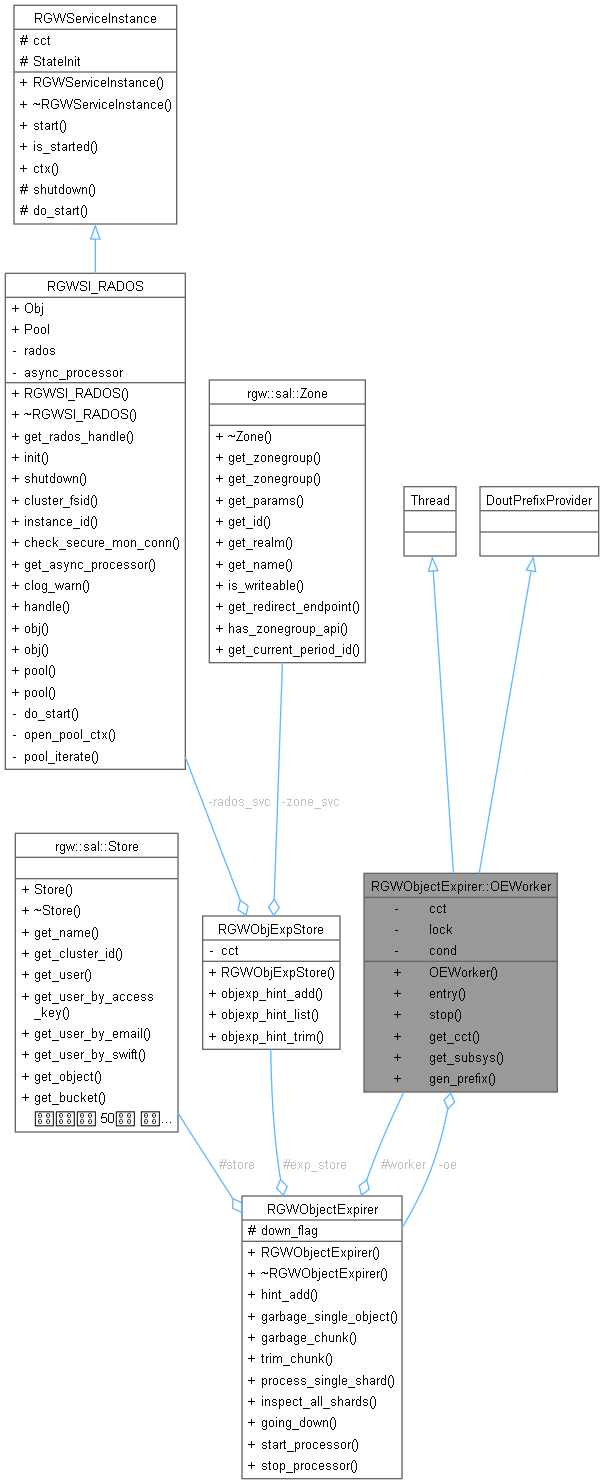 RGWServiceInstance
# cct
# StateInit
+ RGWServiceInstance()
+ ~RGWServiceInstance()
+ start()
+ is_started()
+ ctx()
# shutdown()
# do_start()
RGWSI_RADOS
+ Obj
+ Pool
- rados
- async_processor
+ RGWSI_RADOS()
+ ~RGWSI_RADOS()
+ get_rados_handle()
+ init()
+ shutdown()
+ cluster_fsid()
+ instance_id()
+ check_secure_mon_conn()
+ get_async_processor()
+ clog_warn()
+ handle()
+ obj()
+ obj()
+ pool()
+ pool()
- do_start()
- open_pool_ctx()
- pool_iterate()
rgw::sal::Zone
+ ~Zone()
+ get_zonegroup()
+ get_zonegroup()
+ get_params()
+ get_id()
+ get_realm()
+ get_name()
+ is_writeable()
+ get_redirect_endpoint()
+ has_zonegroup_api()
+ get_current_period_id()
Thread
DoutPrefixProvider
-rados_svc
-zone_svc
rgw::sal::Store
+ Store()
+ ~Store()
+ get_name()
+ get_cluster_id()
+ get_user()
+ get_user_by_access
_key()
+ get_user_by_email()
+ get_user_by_swift()
+ get_object()
+ get_bucket()
50 ...
RGWObjExpStore
- cct
+ RGWObjExpStore()
+ objexp_hint_add()
+ objexp_hint_list()
+ objexp_hint_trim()
RGWObjectExpirer::OEWorker
- cct
- lock
- cond
+ OEWorker()
+ entry()
+ stop()
+ get_cct()
+ get_subsys()
+ gen_prefix()
#store
#exp_store
#worker
-oe
RGWObjectExpirer
# down_flag
+ RGWObjectExpirer()
+ ~RGWObjectExpirer()
+ hint_add()
+ garbage_single_object()
+ garbage_chunk()
+ trim_chunk()
+ process_single_shard()
+ inspect_all_shards()
+ going_down()
+ start_processor()
+ stop_processor()